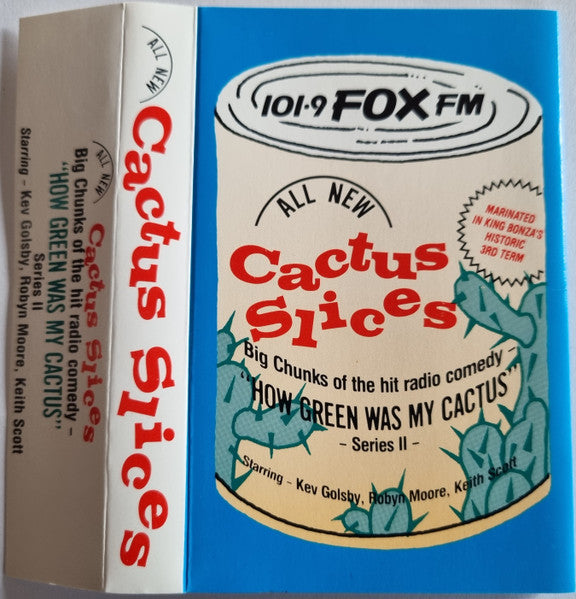 ALL NEW
Cactus Slices
Big Chunks of the hit radio comedy –
"HOW GREEN WAS MY CACTUS"
Series II
Starring – Kev Golsby, Robyn Moore, Keith Scott
ALL NEW
Cactus Slices
101·9 FOX FM
ALL NEW
Cactus
Slices
MARINATED
IN KING BONZA'S
HISTORIC
3RD TERM
Big Chunks of the hit radio comedy –
"HOW GREEN WAS MY CACTUS"
– Series II –
Starring – Kev Golsby, Robyn Moore, Keith Scott